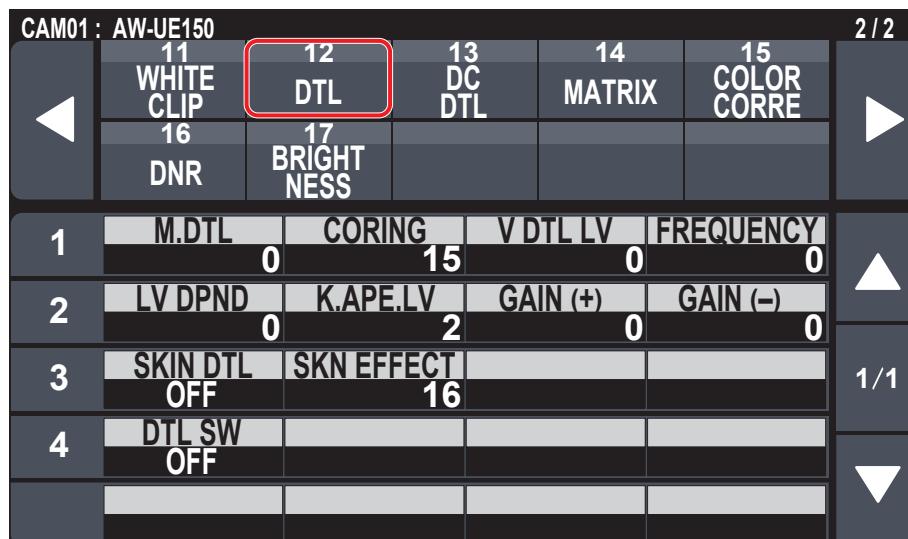 CAM01 : AW-UE150 2 / 2
11 12 13 14 15
WHITE CLIP DTL DC DTL MATRIX COLOR CORRE
16 17
DNR BRIGHT NESS
1 M.DTL CORING V DTL LV FREQUENCY
0 15 0 0
2 LV DPND K.APE.LV GAIN (+) GAIN (–)
0 2 0 0
3 SKIN DTL SKN EFFECT 1/1
OFF 16
4 DTL SW
OFF